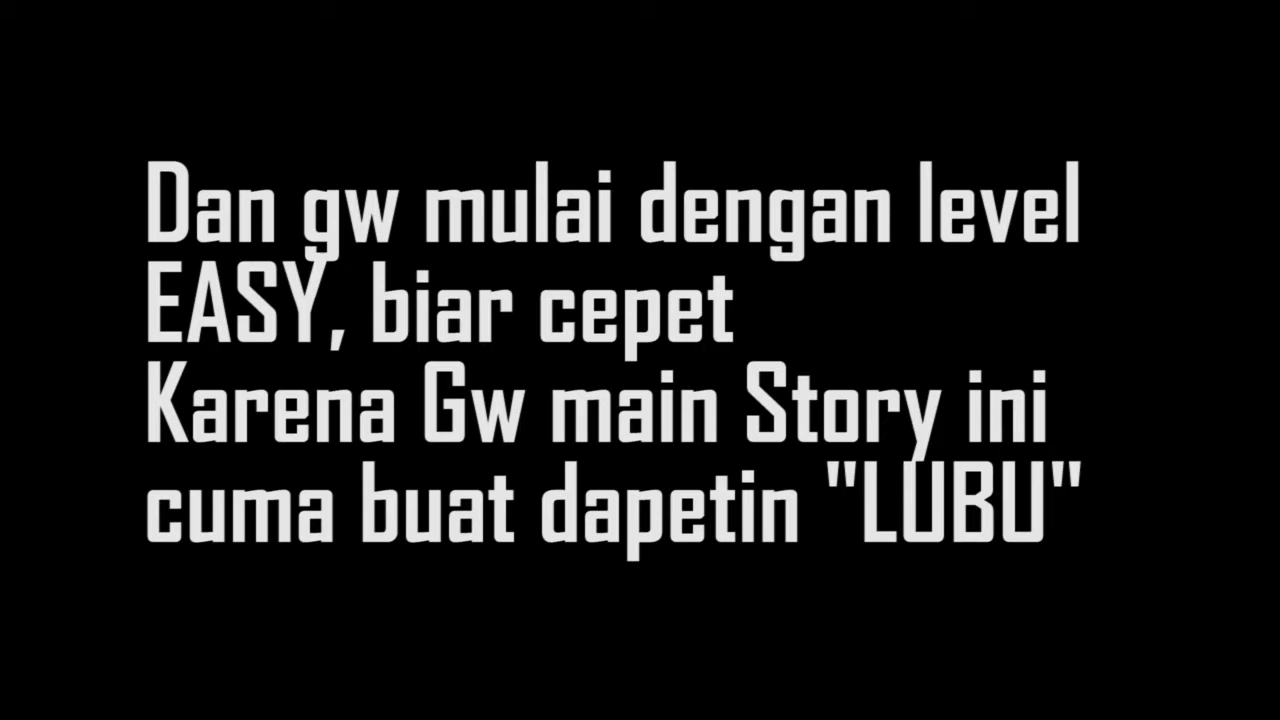 Dan gw mulai dengan level
EASY, biar cepet
Karena Gw main Story ini
cuma buat dapetin "LUBU"